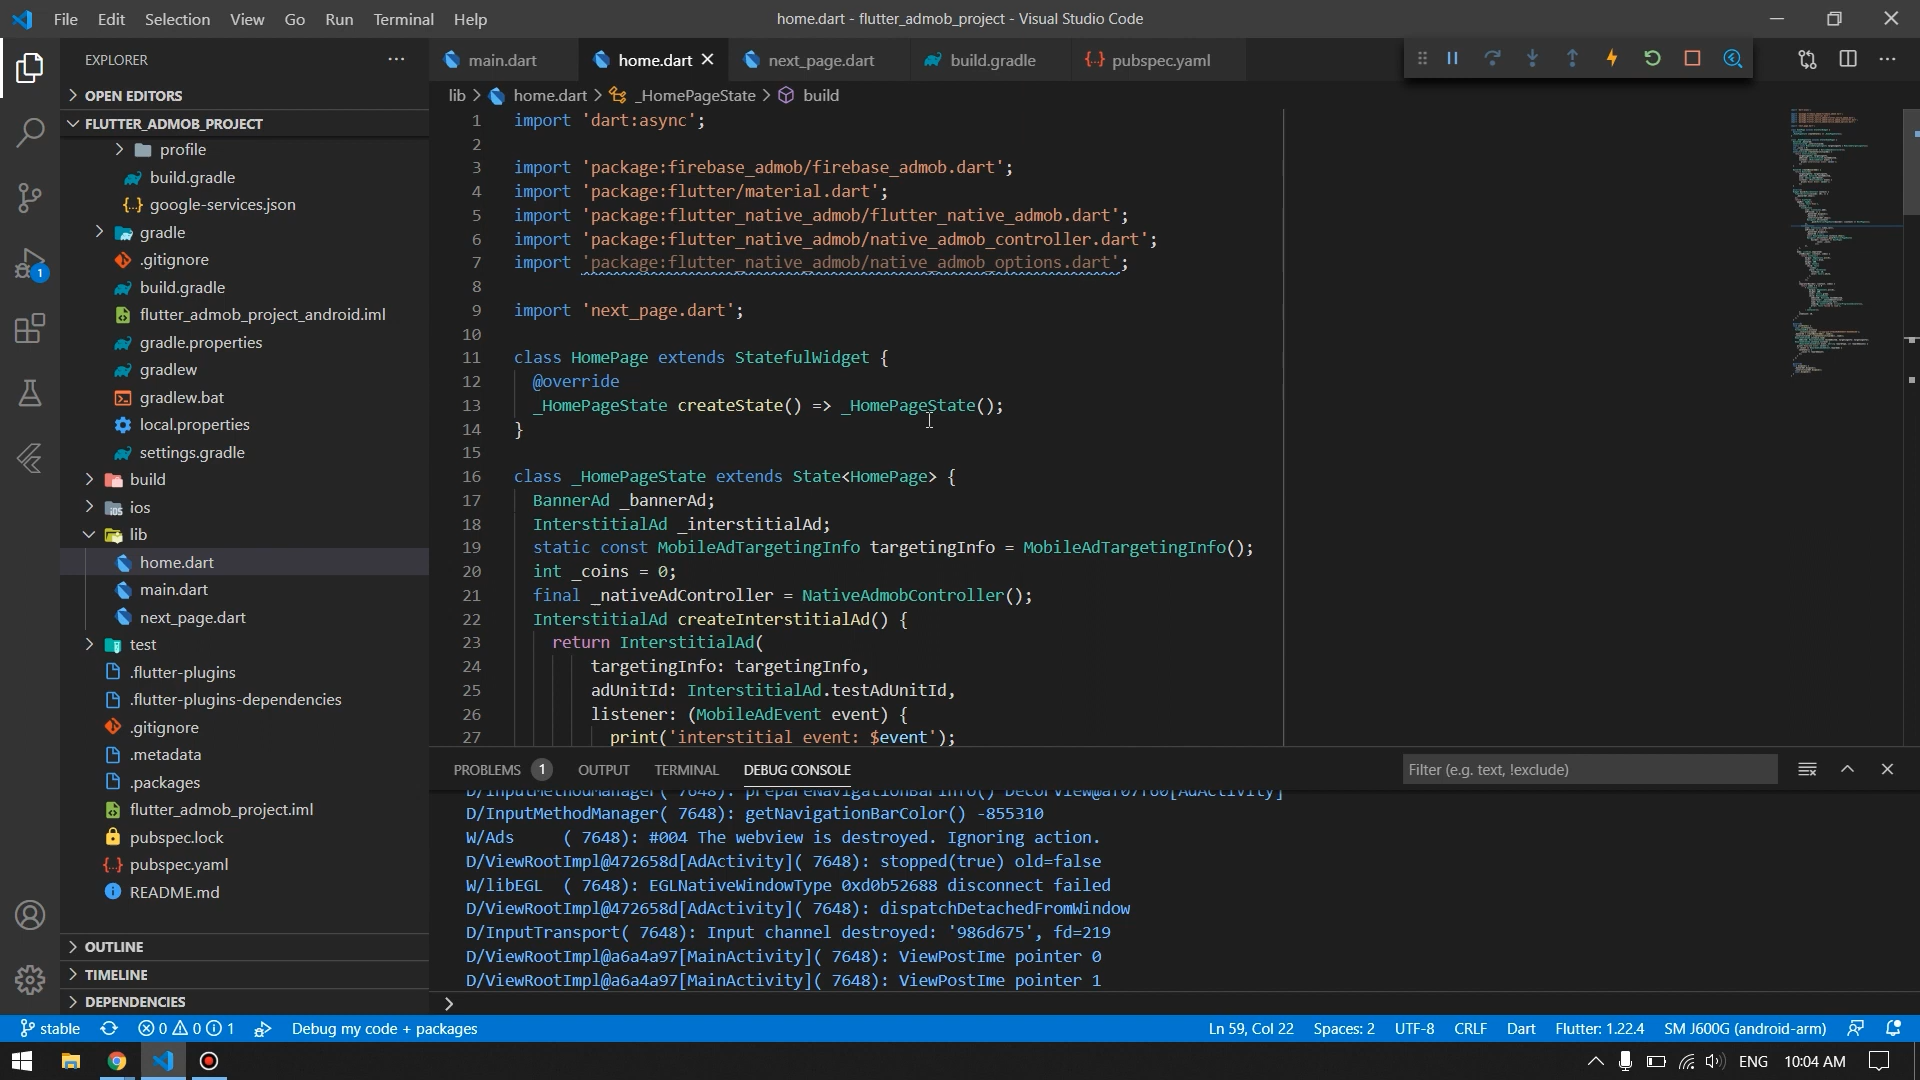 File Edit Selection View Go Run Terminal Help
home.dart - flutter_admob_project - Visual Studio Code
EXPLORER
main.dart
home.dart
next_page.dart
build.gradle
pubspec.yaml
OPEN EDITORS
FLUTTER_ADMOB_PROJECT
profile
build.gradle
google-services.json
gradle
.gitignore
build.gradle
flutter_admob_project_android.iml
gradle.properties
gradlew
gradlew.bat
local.properties
settings.gradle
build
ios
lib
home.dart
main.dart
next_page.dart
test
.flutter-plugins
.flutter-plugins-dependencies
.gitignore
.metadata
.packages
flutter_admob_project.iml
pubspec.lock
pubspec.yaml
README.md
OUTLINE
TIMELINE
DEPENDENCIES
1
lib > home.dart > _HomePageState > build
1 import 'dart:async';
2
3 import 'package:firebase_admob/firebase_admob.dart';
4 import 'package:flutter/material.dart';
5 import 'package:flutter_native_admob/flutter_native_admob.dart';
6 import 'package:flutter_native_admob/native_admob_controller.dart';
7 import 'package:flutter_native_admob/native_admob_options.dart';
8
9 import 'next_page.dart';
10
11 class HomePage extends StatefulWidget {
12 @override
13 _HomePageState createState() => _HomePageState();
14 }
15
16 class _HomePageState extends State<HomePage> {
17 BannerAd _bannerAd;
18 InterstitialAd _interstitialAd;
19 static const MobileAdTargetingInfo targetingInfo = MobileAdTargetingInfo();
20 int _coins = 0;
21 final _nativeAdController = NativeAdmobController();
22 InterstitialAd createInterstitialAd() {
23 return InterstitialAd(
24 targetingInfo: targetingInfo,
25 adUnitId: InterstitialAd.testAdUnitId,
26 listener: (MobileAdEvent event) {
27 print('interstitial event: $event');
PROBLEMS 1 OUTPUT TERMINAL DEBUG CONSOLE
Filter (e.g. text, !exclude)
D/InputMethodManager( 7648): prepareNavigationBarInfo() DecorView@af07f60[AdActivity]
D/InputMethodManager( 7648): getNavigationBarColor() -855310
W/Ads ( 7648): #004 The webview is destroyed. Ignoring action.
D/ViewRootImpl@472658d[AdActivity]( 7648): stopped(true) old=false
W/libEGL ( 7648): EGLNativeWindowType 0xd0b52688 disconnect failed
D/ViewRootImpl@472658d[AdActivity]( 7648): dispatchDetachedFromWindow
D/InputTransport( 7648): Input channel destroyed: '986d675', fd=219
D/ViewRootImpl@a6a4a97[MainActivity]( 7648): ViewPostIme pointer 0
D/ViewRootImpl@a6a4a97[MainActivity]( 7648): ViewPostIme pointer 1
>
stable 0 0 1 Debug my code + packages
Ln 59, Col 22 Spaces: 2 UTF-8 CRLF Dart Flutter: 1.22.4 SM J600G (android-arm)
ENG 10:04 AM